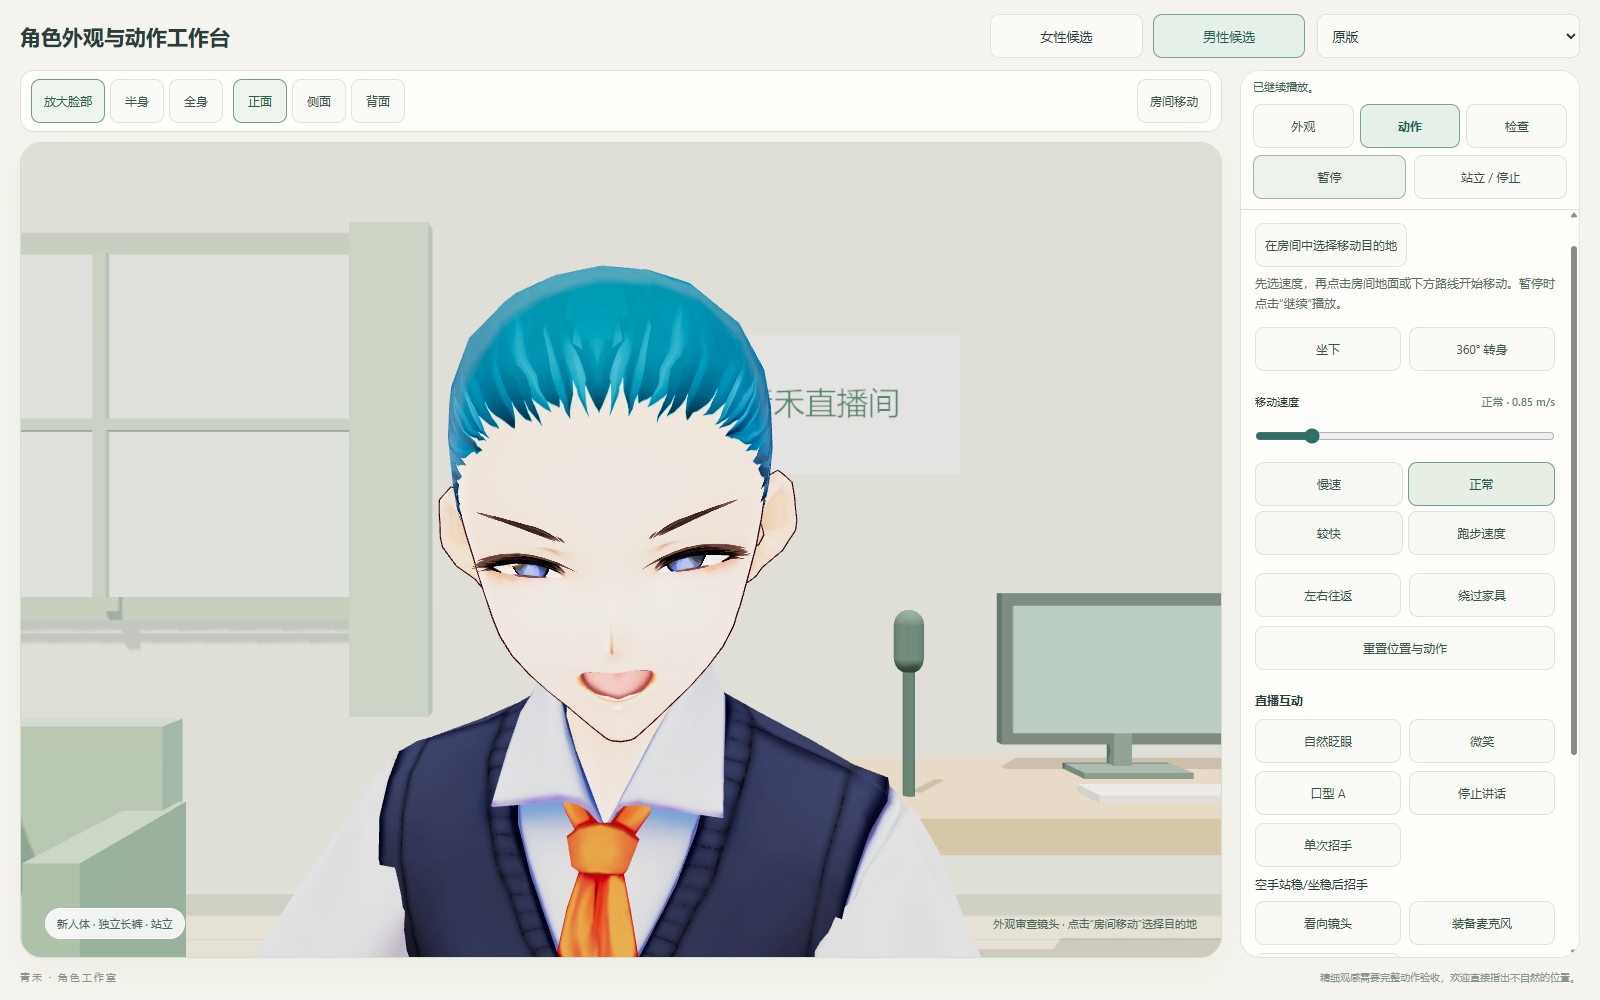 角色外观与动作工作台
女性候选
男性候选
原版
放大脸部
半身
全身
正面
侧面
背面
房间移动
禾直播间
新人体 · 独立长裤 · 站立
外观审查镜头 · 点击“房间移动”选择目的地
已继续播放。
外观
动作
检查
暂停
站立 / 停止
在房间中选择移动目的地
先选速度，再点击房间地面或下方路线开始移动。暂停时
点击“继续”播放。
坐下
360° 转身
移动速度
正常 · 0.85 m/s
慢速
正常
较快
跑步速度
左右往返
绕过家具
重置位置与动作
直播互动
自然眨眼
微笑
口型 A
停止讲话
单次招手
空手站稳/坐稳后招手
看向镜头
装备麦克风
青禾 · 角色工作室
精细观感需要完整动作验收，欢迎直接指出不自然的位置。